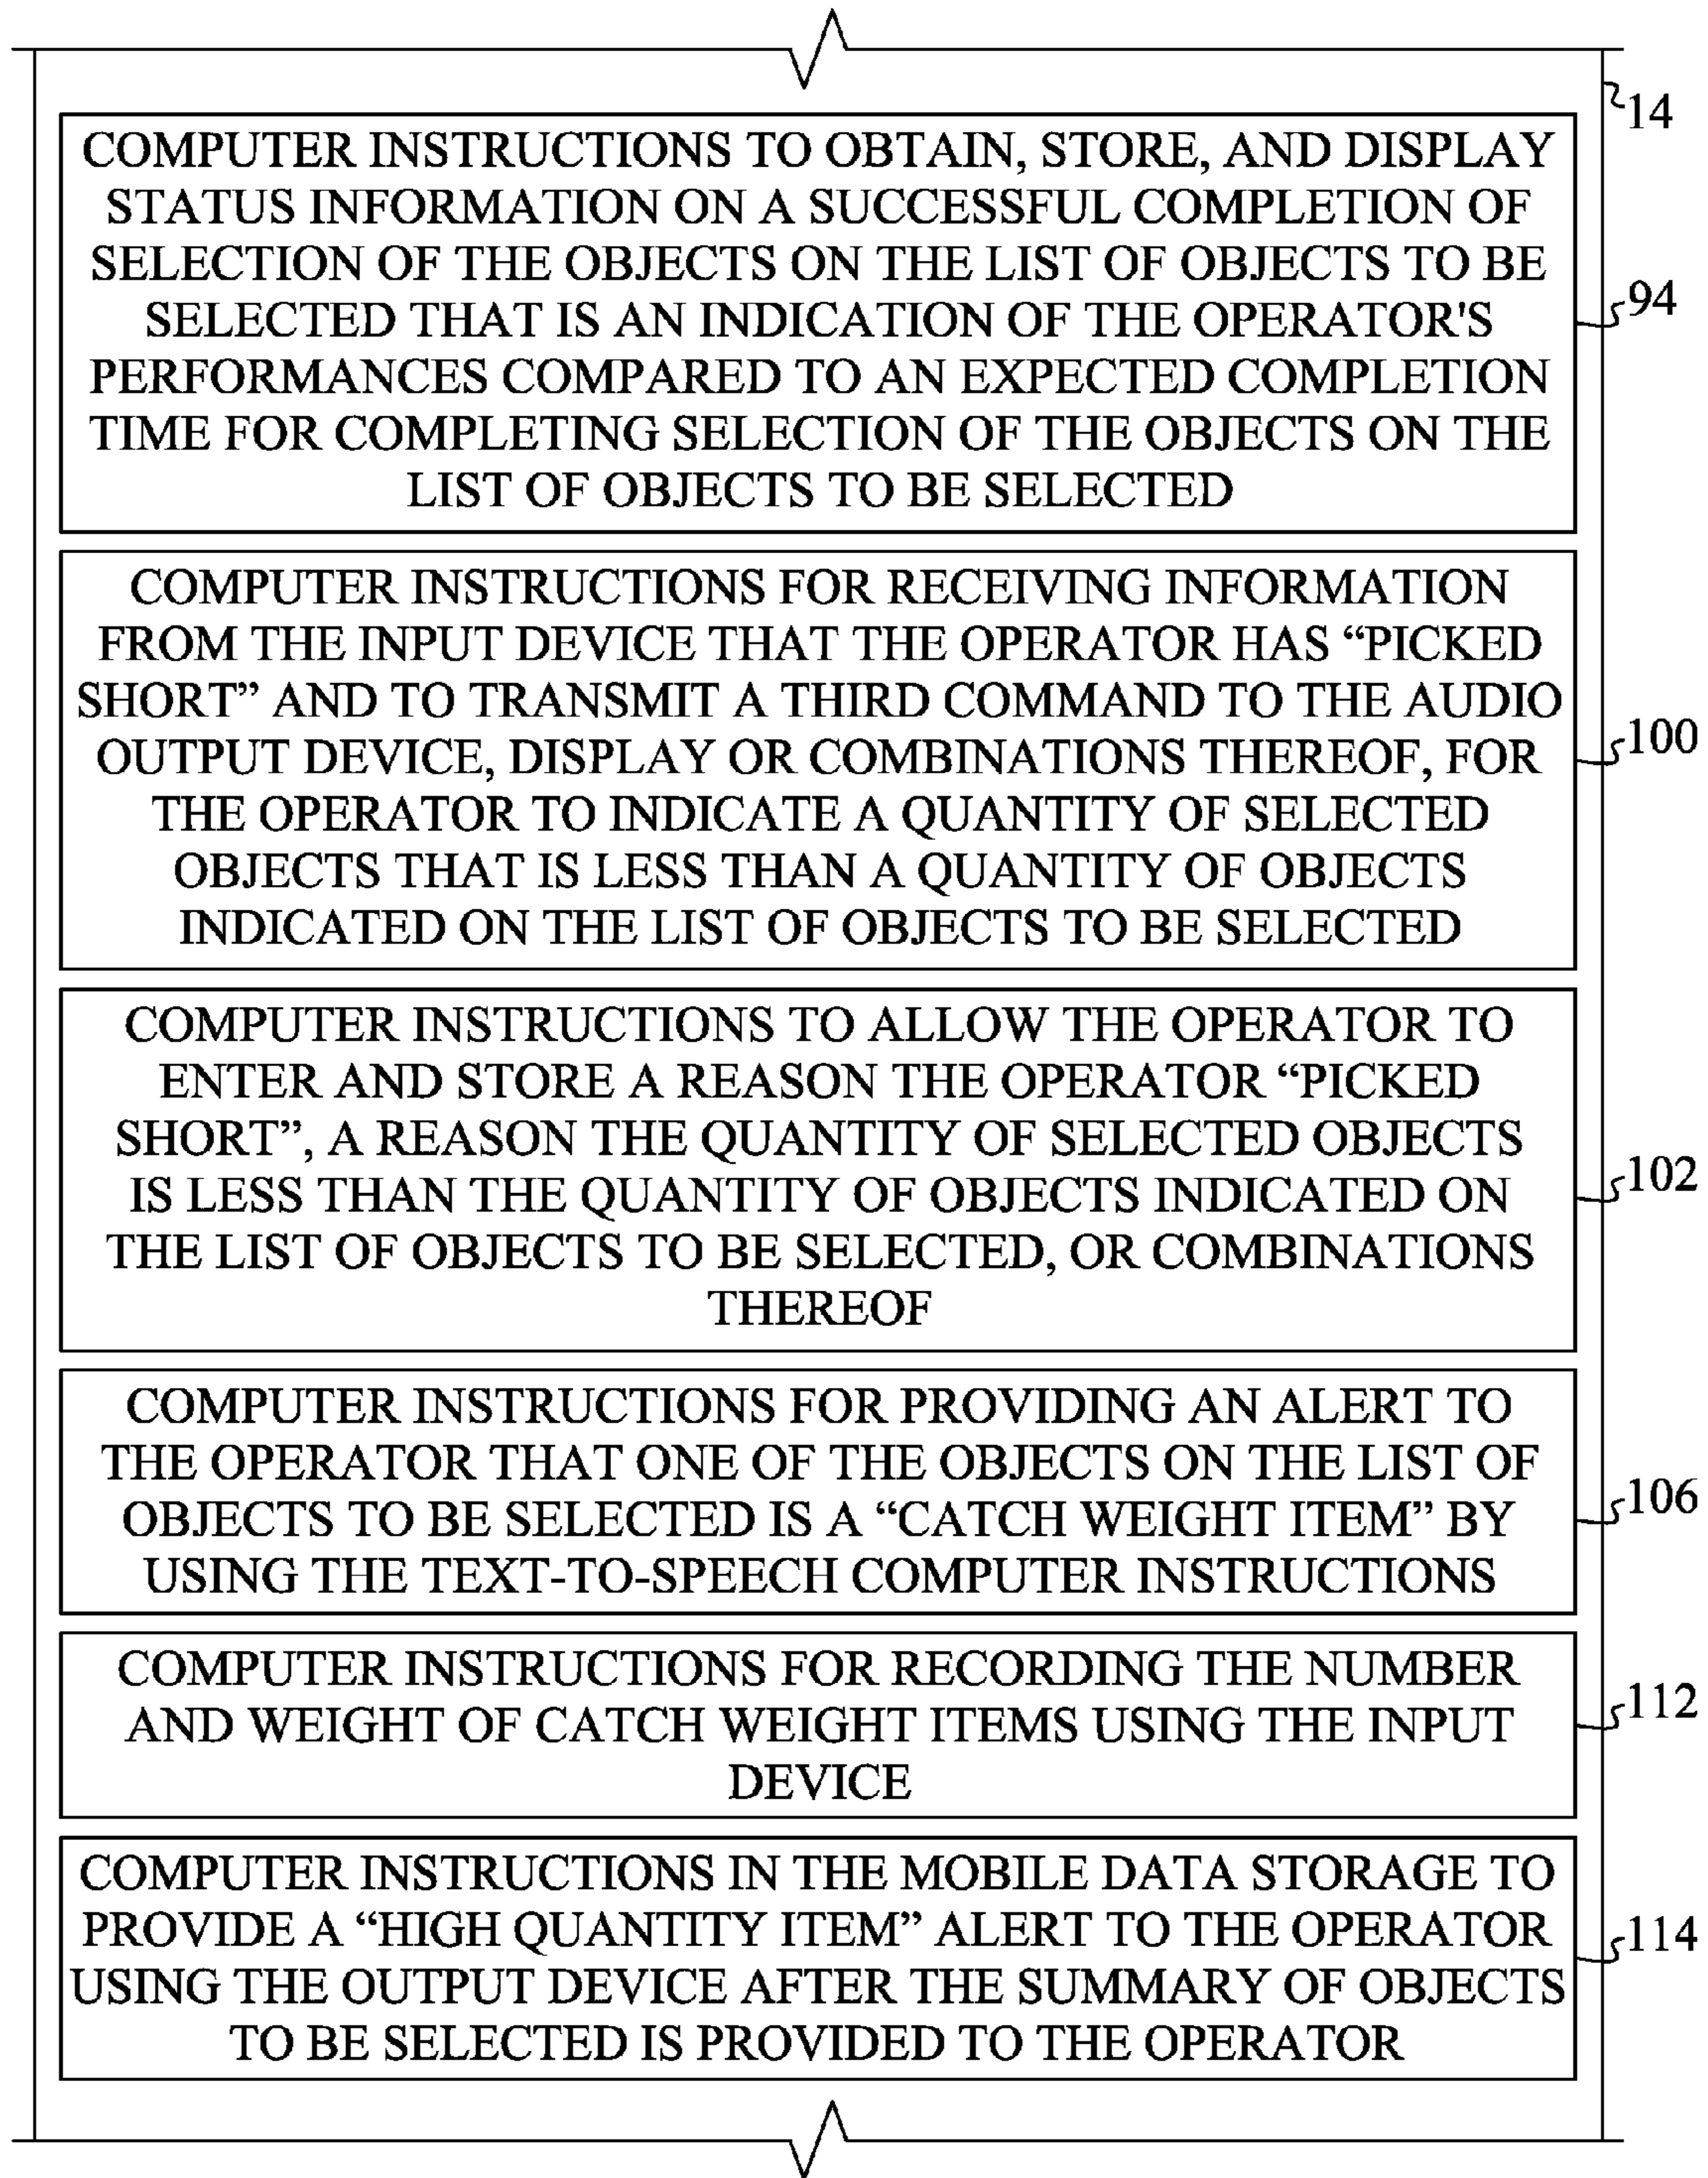 14
COMPUTER INSTRUCTIONS TO OBTAIN, STORE, AND DISPLAY
STATUS INFORMATION ON A SUCCESSFUL COMPLETION OF
SELECTION OF THE OBJECTS ON THE LIST OF OBJECTS TO BE
SELECTED THAT IS AN INDICATION OF THE OPERATOR'S
PERFORMANCES COMPARED TO AN EXPECTED COMPLETION
TIME FOR COMPLETING SELECTION OF THE OBJECTS ON THE
LIST OF OBJECTS TO BE SELECTED
94
COMPUTER INSTRUCTIONS FOR RECEIVING INFORMATION
FROM THE INPUT DEVICE THAT THE OPERATOR HAS “PICKED
SHORT” AND TO TRANSMIT A THIRD COMMAND TO THE AUDIO
OUTPUT DEVICE, DISPLAY OR COMBINATIONS THEREOF, FOR
THE OPERATOR TO INDICATE A QUANTITY OF SELECTED
OBJECTS THAT IS LESS THAN A QUANTITY OF OBJECTS
INDICATED ON THE LIST OF OBJECTS TO BE SELECTED
100
COMPUTER INSTRUCTIONS TO ALLOW THE OPERATOR TO
ENTER AND STORE A REASON THE OPERATOR “PICKED
SHORT”, A REASON THE QUANTITY OF SELECTED OBJECTS
IS LESS THAN THE QUANTITY OF OBJECTS INDICATED ON
THE LIST OF OBJECTS TO BE SELECTED, OR COMBINATIONS
THEREOF
102
COMPUTER INSTRUCTIONS FOR PROVIDING AN ALERT TO
THE OPERATOR THAT ONE OF THE OBJECTS ON THE LIST OF
OBJECTS TO BE SELECTED IS A “CATCH WEIGHT ITEM” BY
USING THE TEXT-TO-SPEECH COMPUTER INSTRUCTIONS
106
COMPUTER INSTRUCTIONS FOR RECORDING THE NUMBER
AND WEIGHT OF CATCH WEIGHT ITEMS USING THE INPUT
DEVICE
112
COMPUTER INSTRUCTIONS IN THE MOBILE DATA STORAGE TO
PROVIDE A “HIGH QUANTITY ITEM” ALERT TO THE OPERATOR
USING THE OUTPUT DEVICE AFTER THE SUMMARY OF OBJECTS
TO BE SELECTED IS PROVIDED TO THE OPERATOR
114